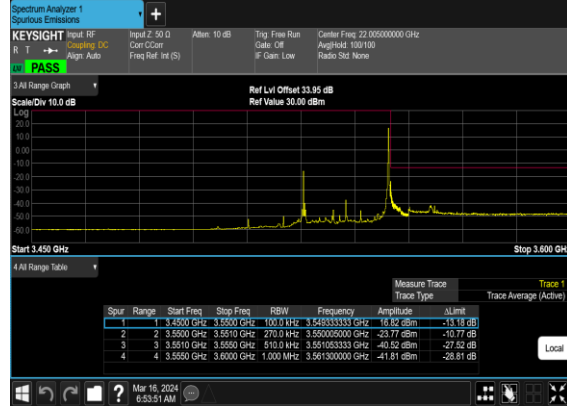 Spectrum Analyzer 1
Spurious Emissions
KEYSIGHT Input: RF Input Z: 50 Ω Atten: 10 dB Trig: Free Run Center Freq: 22.005000000 GHz
R T Coupling: DC Corr CCorr Gate: Off Avg|Hold: 100/100
Align: Auto Freq Ref: Int (S) IF Gain: Low Radio Std: None
LW PASS
3 All Range Graph
Ref Lvl Offset 33.95 dB
Scale/Div 10.0 dB Ref Value 30.00 dBm
Log
20.0
10.0
0.00
-10.0
-20.0
-30.0
-40.0
-50.0
-60.0
Start 3.450 GHz Stop 3.600 GHz
4 All Range Table
Measure Trace Trace 1
Trace Type Trace Average (Active)
Spur Range Start Freq Stop Freq RBW Frequency Amplitude ΔLimit
1 1 3.4500 GHz 3.5500 GHz 100.0 kHz 3.549333333 GHz 16.82 dBm -13.18 dB
2 2 3.5500 GHz 3.5510 GHz 270.0 kHz 3.550005000 GHz -23.77 dBm -10.77 dB
3 3 3.5510 GHz 3.5550 GHz 510.0 kHz 3.551053333 GHz -40.52 dBm -27.52 dB
4 4 3.5550 GHz 3.6000 GHz 1.000 MHz 3.561300000 GHz -41.81 dBm -28.81 dB
Local
Mar 16, 2024
6:53:51 AM